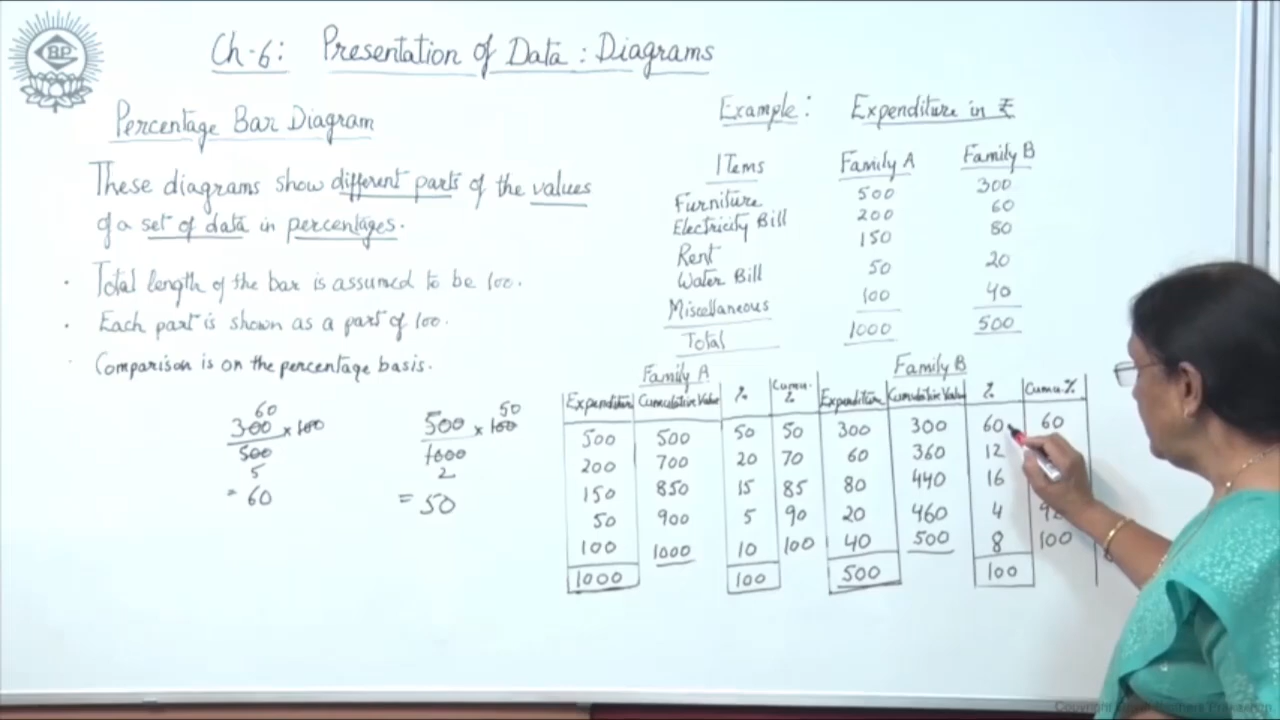 BP
Ch-6: Presentation of Data: Diagrams
Percentage Bar Diagram
These diagrams show different parts of the values
of a set of data in percentages.
· Total length of the bar is assumed to be 100.
· Each part is shown as a part of 100.
· Comparison is on the percentage basis.
300/500 × 100
60
5
= 60
500/1000 × 100
50
2
= 50
Example: Expenditure in ₹
ITems Family A Family B
Furniture 500 300
Electricity Bill 200 60
Rent 150 80
Water Bill 50 20
Miscellaneous 100 40
Total 1000 500
Family A Family B
Expenditure Cumulative Value % Cumu. % Expenditure Cumulative Value % Cumu. %
500 500 50 50 300 300 60 60
200 700 20 70 60 360 12
150 850 15 85 80 440 16
50 900 5 90 20 460 4 92
100 1000 10 100 40 500 8 100
1000 100 500 100